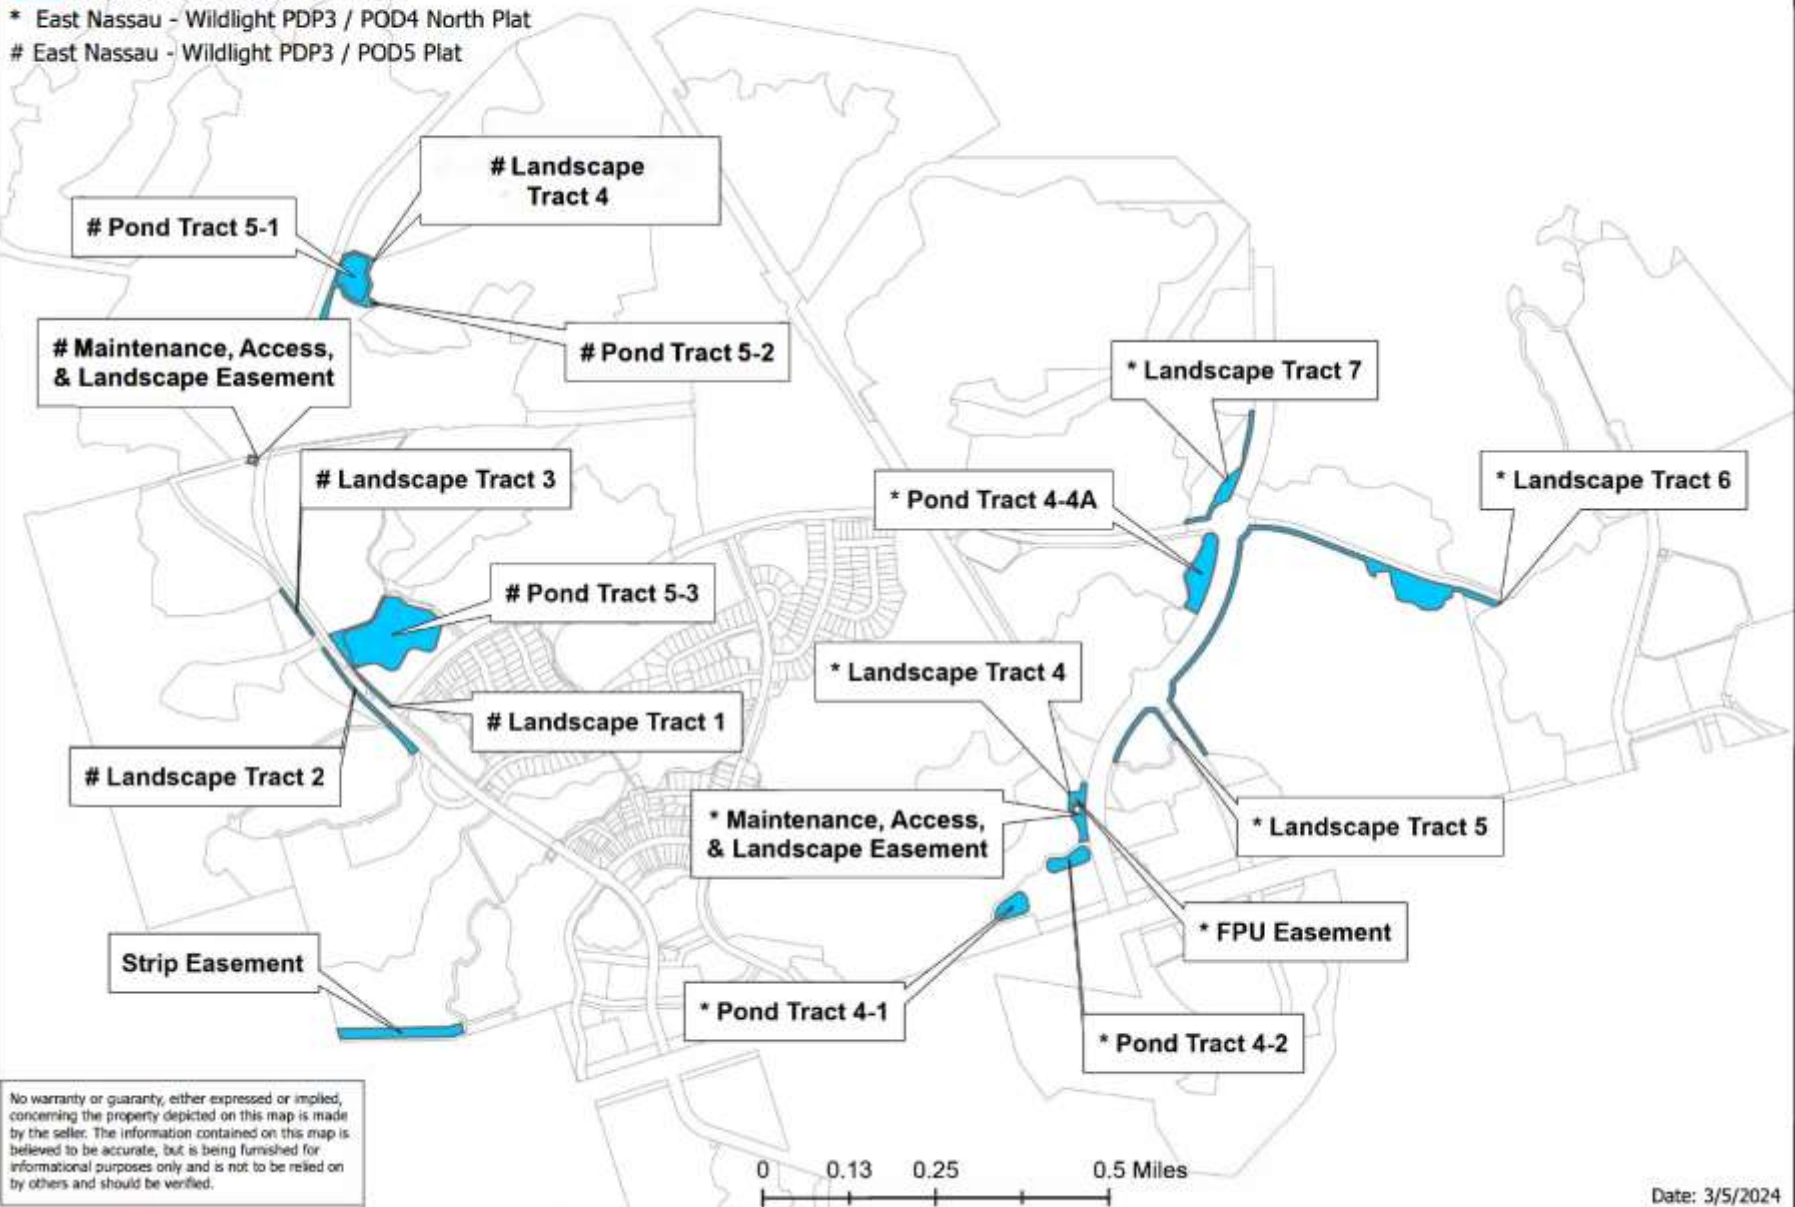 * East Nassau - Wildlight PDP3 / POD4 North Plat
# East Nassau - Wildlight PDP3 / POD5 Plat
# Landscape
Tract 4
# Pond Tract 5-1
# Maintenance, Access,
& Landscape Easement
# Pond Tract 5-2
* Landscape Tract 7
# Landscape Tract 3
* Pond Tract 4-4A
* Landscape Tract 6
# Pond Tract 5-3
* Landscape Tract 4
# Landscape Tract 1
# Landscape Tract 2
* Maintenance, Access,
& Landscape Easement
* Landscape Tract 5
* FPU Easement
Strip Easement
* Pond Tract 4-1
* Pond Tract 4-2
No warranty or guaranty, either expressed or implied,
concerning the property depicted on this map is made
by the seller. The information contained on this map is
believed to be accurate, but is being furnished for
informational purposes only and is not to be relied on
by others and should be verified.
0 0.13 0.25 0.5 Miles
Date: 3/5/2024